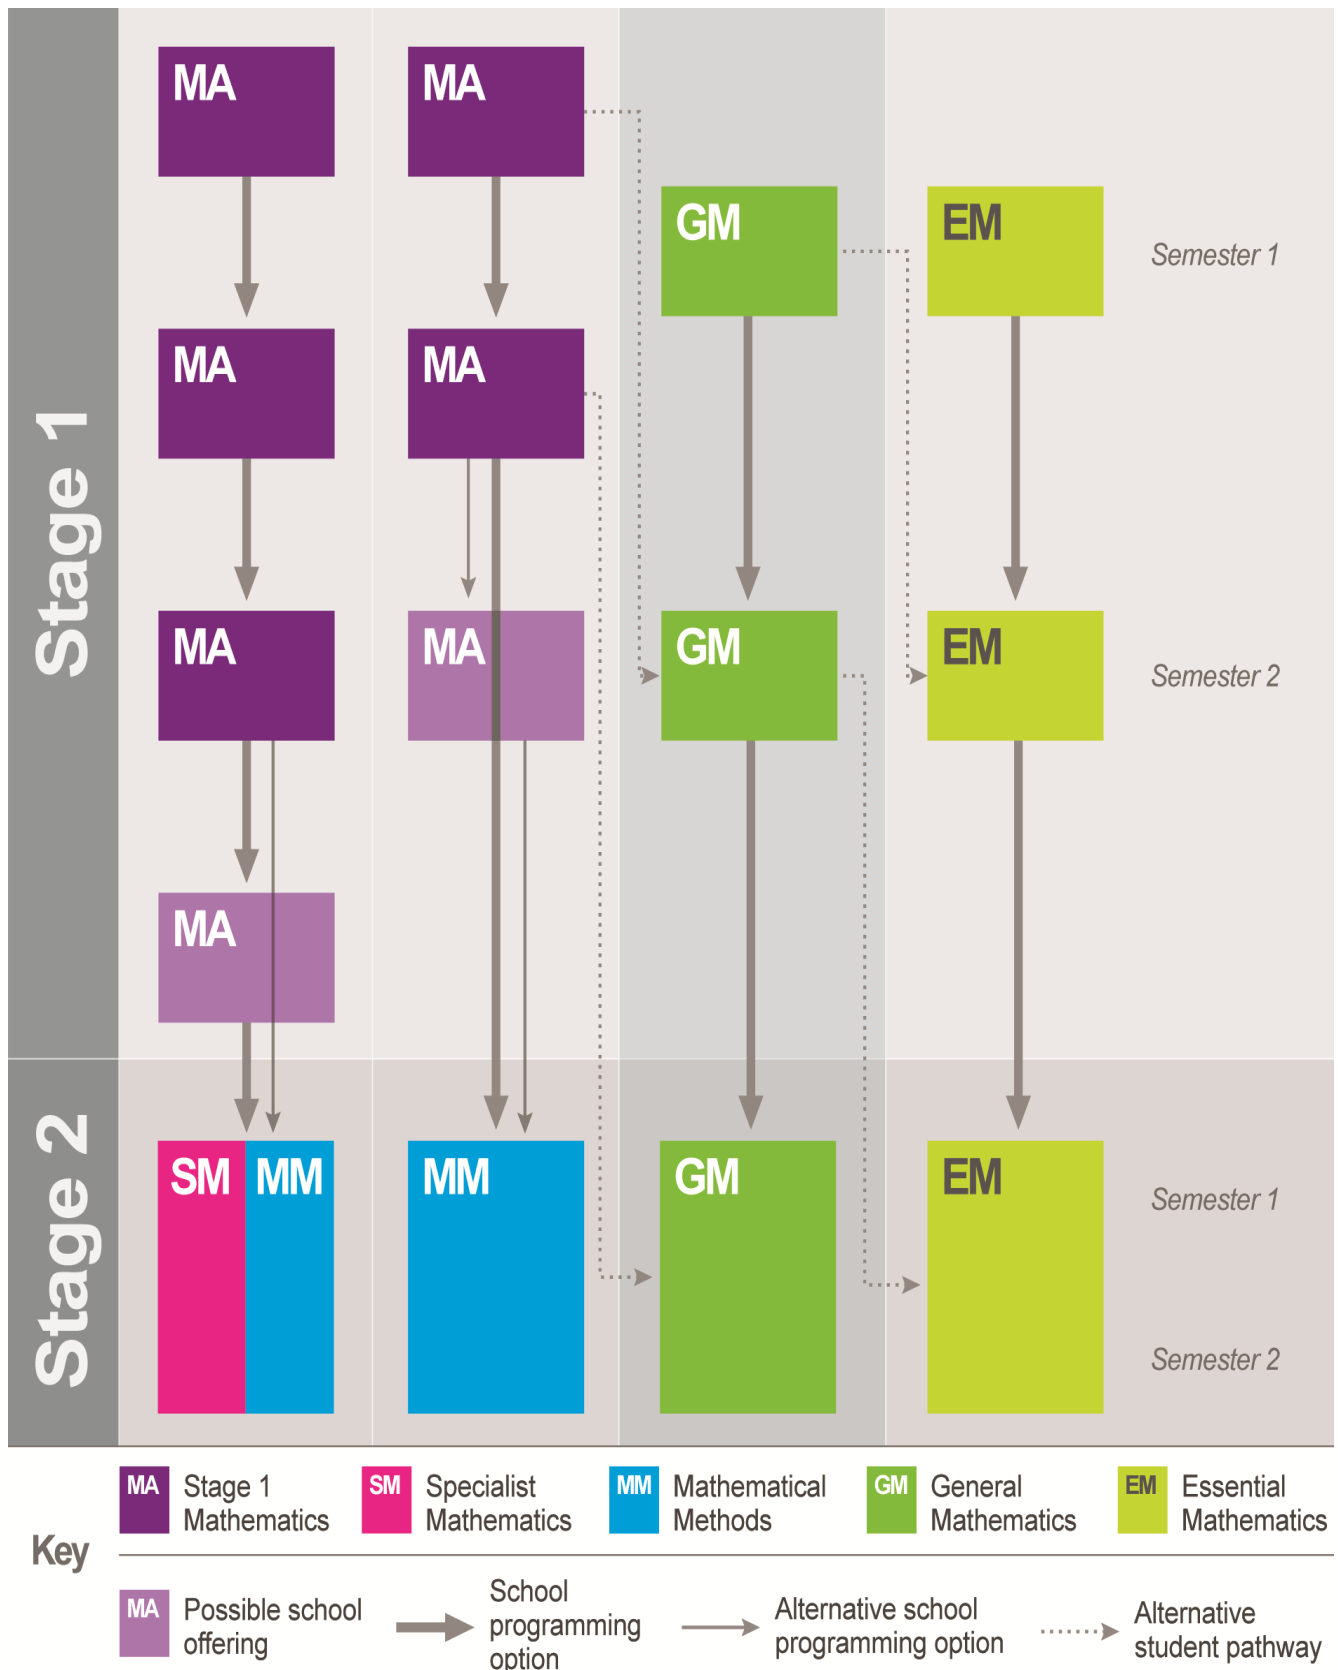 Stage 1
MA
MA
GM
EM
Semester 1
MA
MA
MA
MA
GM
EM
Semester 2
MA
Stage 2
SM
MM
MM
GM
EM
Semester 1
Semester 2
Key
MA
Stage 1
Mathematics
SM
Specialist
Mathematics
MM
Mathematical
Methods
GM
General
Mathematics
EM
Essential
Mathematics
MA
Possible school
offering
School
programming
option
Alternative school
programming option
Alternative
student pathway